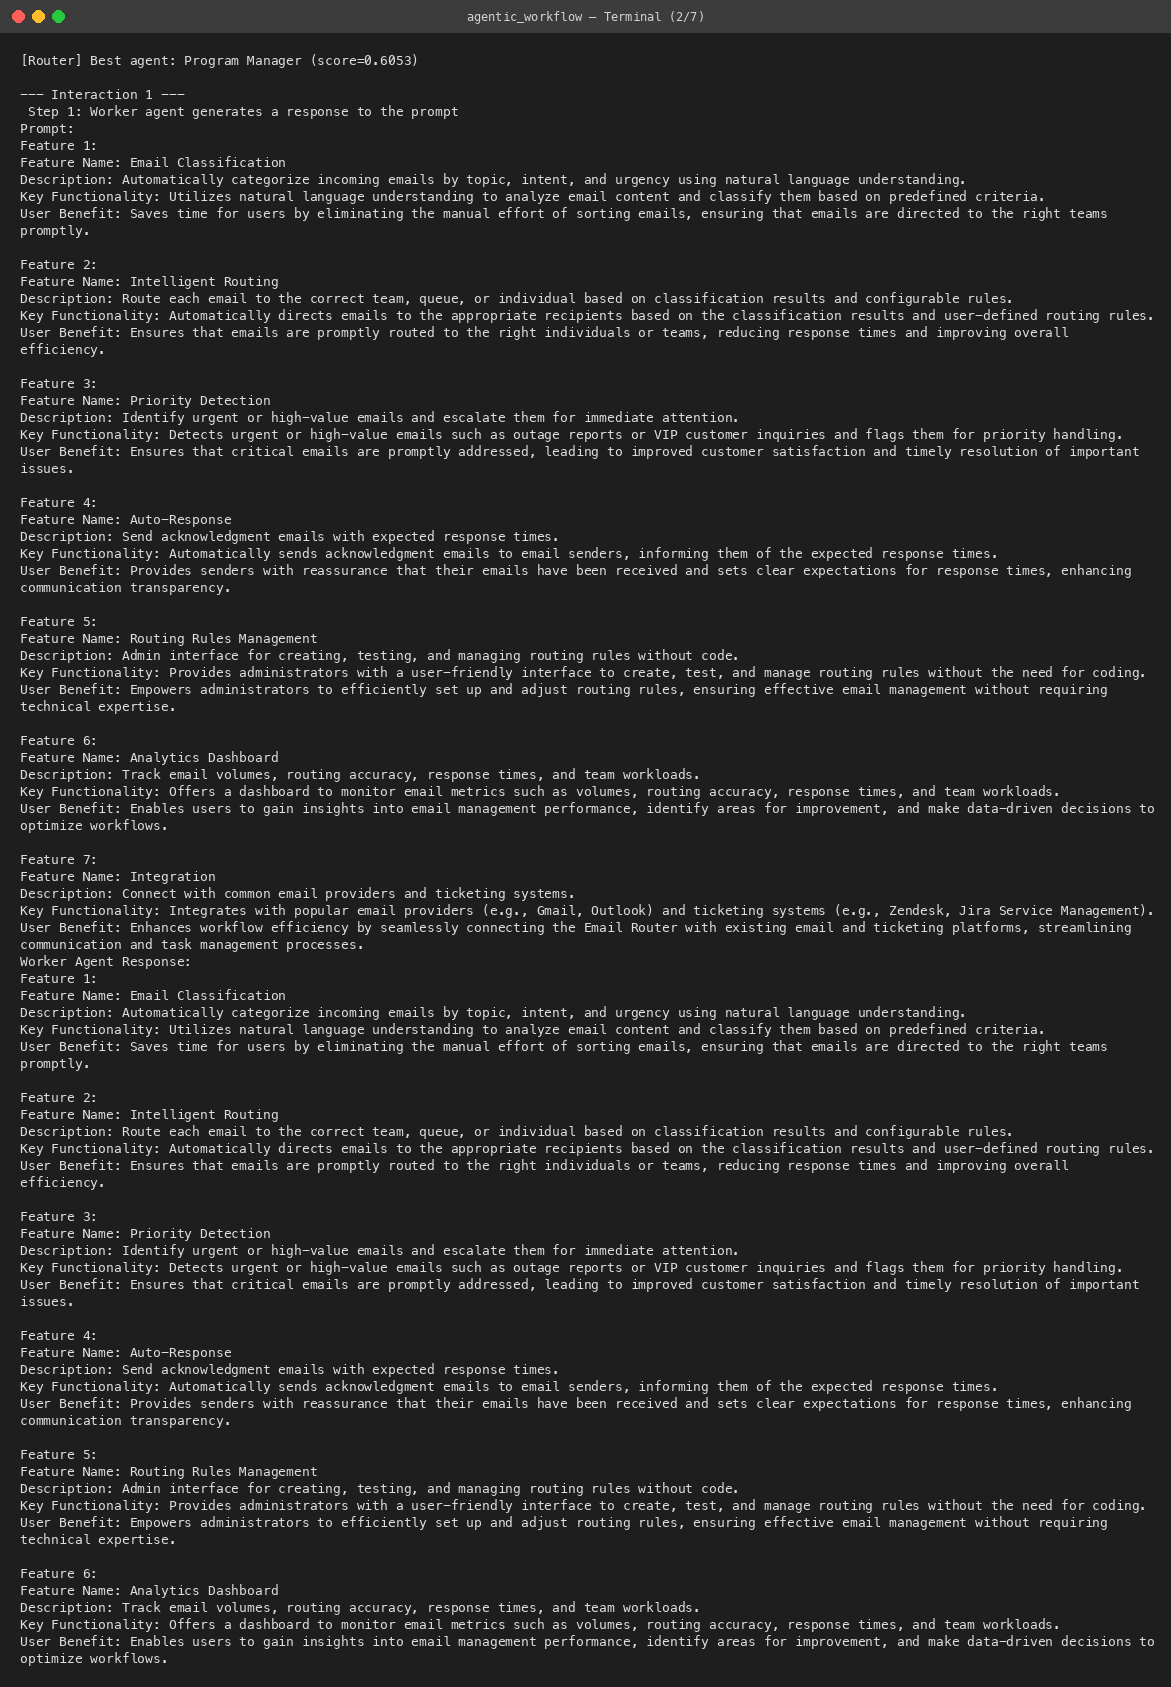 agentic_workflow — Terminal (2/7)
[Router] Best agent: Program Manager (score=0.6053)
--- Interaction 1 ---
Step 1: Worker agent generates a response to the prompt
Prompt:
Feature 1:
Feature Name: Email Classification
Description: Automatically categorize incoming emails by topic, intent, and urgency using natural language understanding.
Key Functionality: Utilizes natural language understanding to analyze email content and classify them based on predefined criteria.
User Benefit: Saves time for users by eliminating the manual effort of sorting emails, ensuring that emails are directed to the right teams
promptly.
Feature 2:
Feature Name: Intelligent Routing
Description: Route each email to the correct team, queue, or individual based on classification results and configurable rules.
Key Functionality: Automatically directs emails to the appropriate recipients based on the classification results and user-defined routing rules.
User Benefit: Ensures that emails are promptly routed to the right individuals or teams, reducing response times and improving overall
efficiency.
Feature 3:
Feature Name: Priority Detection
Description: Identify urgent or high-value emails and escalate them for immediate attention.
Key Functionality: Detects urgent or high-value emails such as outage reports or VIP customer inquiries and flags them for priority handling.
User Benefit: Ensures that critical emails are promptly addressed, leading to improved customer satisfaction and timely resolution of important
issues.
Feature 4:
Feature Name: Auto-Response
Description: Send acknowledgment emails with expected response times.
Key Functionality: Automatically sends acknowledgment emails to email senders, informing them of the expected response times.
User Benefit: Provides senders with reassurance that their emails have been received and sets clear expectations for response times, enhancing
communication transparency.
Feature 5:
Feature Name: Routing Rules Management
Description: Admin interface for creating, testing, and managing routing rules without code.
Key Functionality: Provides administrators with a user-friendly interface to create, test, and manage routing rules without the need for coding.
User Benefit: Empowers administrators to efficiently set up and adjust routing rules, ensuring effective email management without requiring
technical expertise.
Feature 6:
Feature Name: Analytics Dashboard
Description: Track email volumes, routing accuracy, response times, and team workloads.
Key Functionality: Offers a dashboard to monitor email metrics such as volumes, routing accuracy, response times, and team workloads.
User Benefit: Enables users to gain insights into email management performance, identify areas for improvement, and make data-driven decisions to
optimize workflows.
Feature 7:
Feature Name: Integration
Description: Connect with common email providers and ticketing systems.
Key Functionality: Integrates with popular email providers (e.g., Gmail, Outlook) and ticketing systems (e.g., Zendesk, Jira Service Management).
User Benefit: Enhances workflow efficiency by seamlessly connecting the Email Router with existing email and ticketing platforms, streamlining
communication and task management processes.
Worker Agent Response:
Feature 1:
Feature Name: Email Classification
Description: Automatically categorize incoming emails by topic, intent, and urgency using natural language understanding.
Key Functionality: Utilizes natural language understanding to analyze email content and classify them based on predefined criteria.
User Benefit: Saves time for users by eliminating the manual effort of sorting emails, ensuring that emails are directed to the right teams
promptly.
Feature 2:
Feature Name: Intelligent Routing
Description: Route each email to the correct team, queue, or individual based on classification results and configurable rules.
Key Functionality: Automatically directs emails to the appropriate recipients based on the classification results and user-defined routing rules.
User Benefit: Ensures that emails are promptly routed to the right individuals or teams, reducing response times and improving overall
efficiency.
Feature 3:
Feature Name: Priority Detection
Description: Identify urgent or high-value emails and escalate them for immediate attention.
Key Functionality: Detects urgent or high-value emails such as outage reports or VIP customer inquiries and flags them for priority handling.
User Benefit: Ensures that critical emails are promptly addressed, leading to improved customer satisfaction and timely resolution of important
issues.
Feature 4:
Feature Name: Auto-Response
Description: Send acknowledgment emails with expected response times.
Key Functionality: Automatically sends acknowledgment emails to email senders, informing them of the expected response times.
User Benefit: Provides senders with reassurance that their emails have been received and sets clear expectations for response times, enhancing
communication transparency.
Feature 5:
Feature Name: Routing Rules Management
Description: Admin interface for creating, testing, and managing routing rules without code.
Key Functionality: Provides administrators with a user-friendly interface to create, test, and manage routing rules without the need for coding.
User Benefit: Empowers administrators to efficiently set up and adjust routing rules, ensuring effective email management without requiring
technical expertise.
Feature 6:
Feature Name: Analytics Dashboard
Description: Track email volumes, routing accuracy, response times, and team workloads.
Key Functionality: Offers a dashboard to monitor email metrics such as volumes, routing accuracy, response times, and team workloads.
User Benefit: Enables users to gain insights into email management performance, identify areas for improvement, and make data-driven decisions to
optimize workflows.